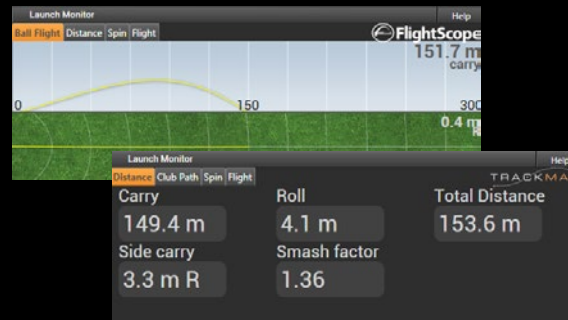 Launch Monitor Help
Ball Flight Distance Spin Flight FlightScope
151.7 m
carry
0 150 300
0.4 m
R
Launch Monitor Help
Distance Club Path Spin Flight TRACKMA
Carry Roll Total Distance
149.4 m 4.1 m 153.6 m
Side carry Smash factor
3.3 m R 1.36